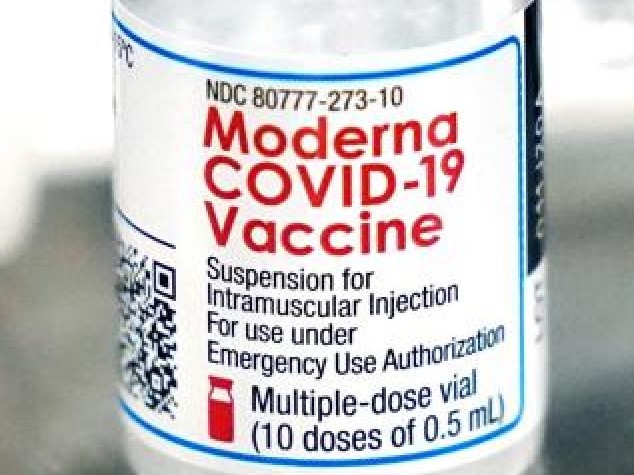 NDC 80777-273-10
Moderna
COVID-19
Vaccine
Suspension for
Intramuscular Injection
For use under
Emergency Use Authorization
Multiple-dose vial
(10 doses of 0.5 mL)